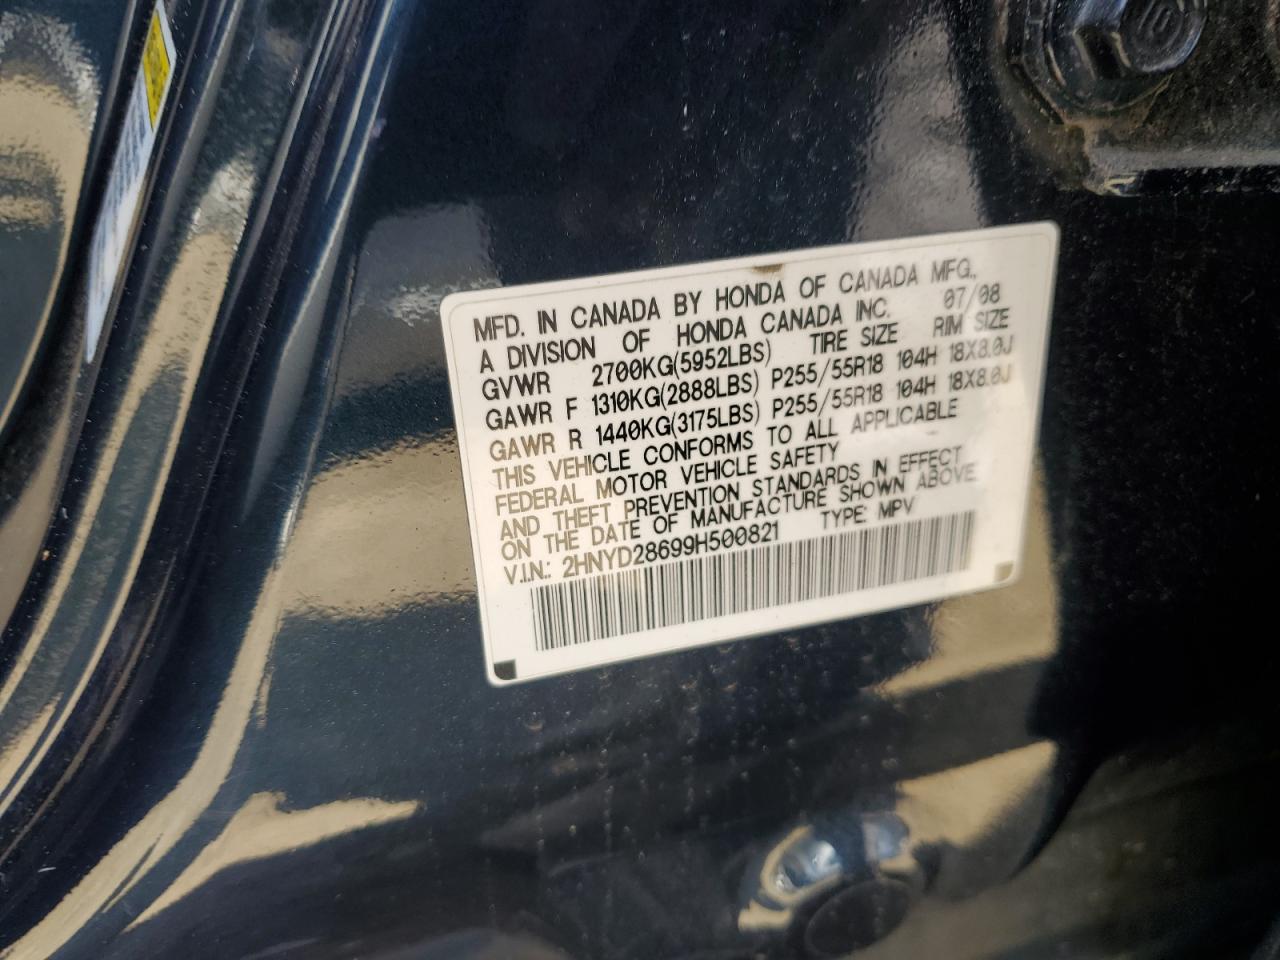 MFD. IN CANADA BY HONDA OF CANADA MFG.,
A DIVISION OF HONDA CANADA INC. 07/08
GVWR 2700KG(5952LBS) TIRE SIZE RIM SIZE
GAWR F 1310KG(2888LBS) P255/55R18 104H 18X8.0J
GAWR R 1440KG(3175LBS) P255/55R18 104H 18X8.0J
THIS VEHICLE CONFORMS TO ALL APPLICABLE
FEDERAL MOTOR VEHICLE SAFETY
AND THEFT PREVENTION STANDARDS IN EFFECT
ON THE DATE OF MANUFACTURE SHOWN ABOVE
V.I.N.: 2HNYD28699H500821 TYPE: MPV
10